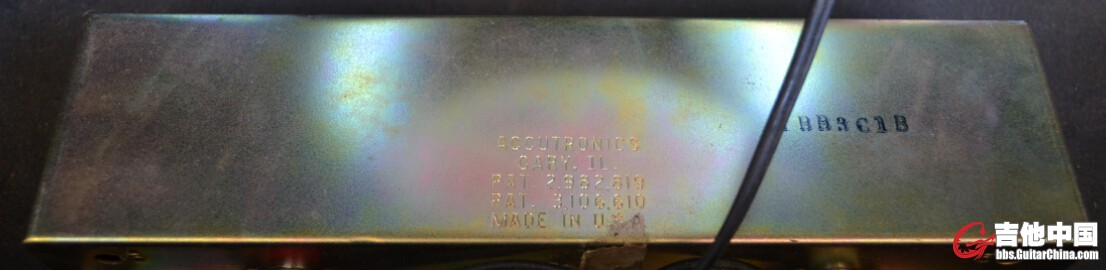 ACCUTRONICS
CARY, IL.
PAT. 2,982,819
PAT. 3,106,610
MADE IN U.S.A
BB3C1B
吉他中国
bbs.GuitarChina.com